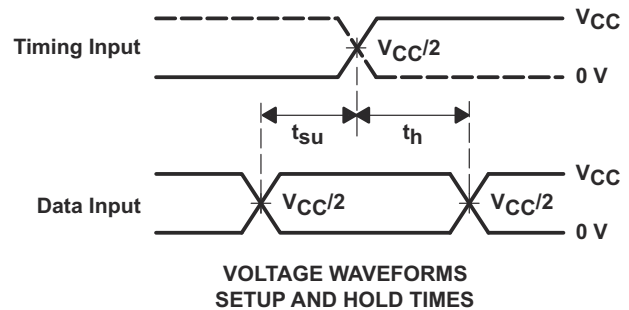 Timing Input
VCC
VCC/2
0 V
tsu
th
Data Input
VCC
VCC/2
VCC/2
0 V
VOLTAGE WAVEFORMS
SETUP AND HOLD TIMES